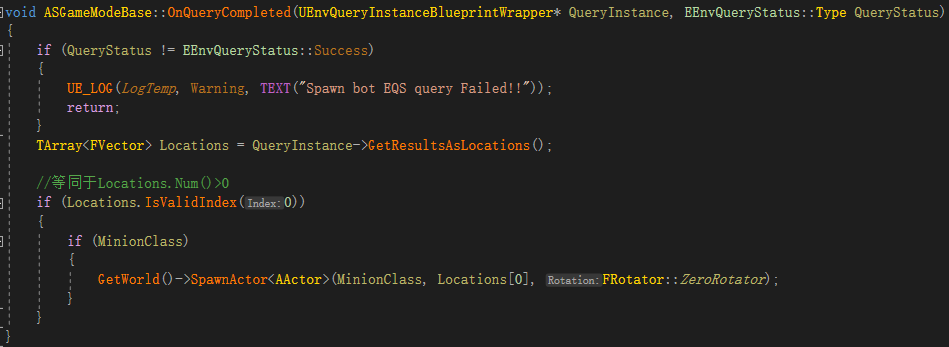 void ASGameModeBase::OnQueryCompleted(UEnvQueryInstanceBlueprintWrapper* QueryInstance, EEnvQueryStatus::Type QueryStatus)
{
if (QueryStatus != EEnvQueryStatus::Success)
{
UE_LOG(LogTemp, Warning, TEXT("Spawn bot EQS query Failed!!"));
return;
}
TArray<FVector> Locations = QueryInstance->GetResultsAsLocations();
//等同于Locations.Num()>0
if (Locations.IsValidIndex(Index:0))
{
if (MinionClass)
{
GetWorld()->SpawnActor<AActor>(MinionClass, Locations[0], Rotation:FRotator::ZeroRotator);
}
}
}